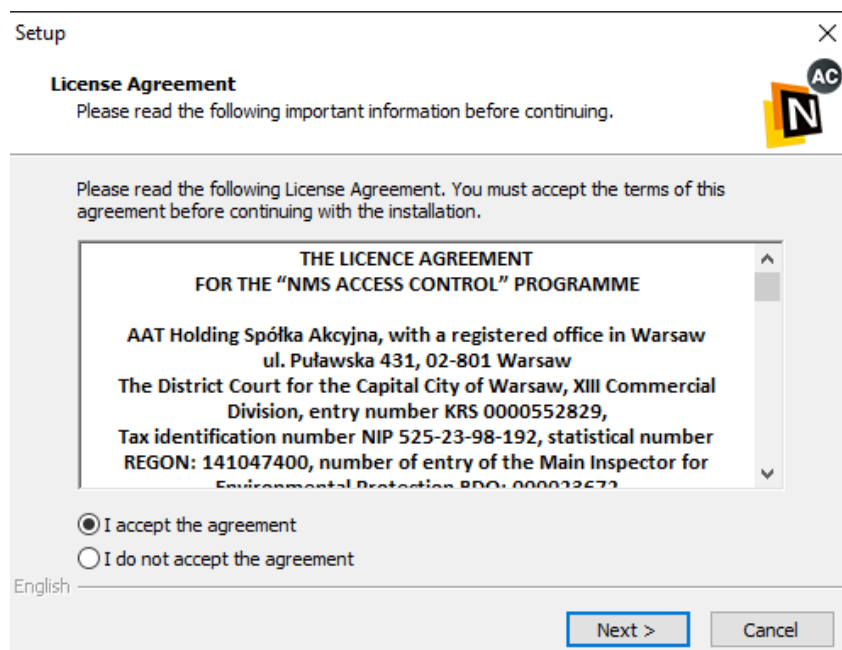 Setup
AC
License Agreement
Please read the following important information before continuing.
N
Please read the following License Agreement. You must accept the terms of this
agreement before continuing with the installation.
THE LICENCE AGREEMENT
FOR THE “NMS ACCESS CONTROL” PROGRAMME
AAT Holding Spółka Akcyjna, with a registered office in Warsaw
ul. Puławska 431, 02-801 Warsaw
The District Court for the Capital City of Warsaw, XIII Commercial
Division, entry number KRS 0000552829,
Tax identification number NIP 525-23-98-192, statistical number
REGON: 141047400, number of entry of the Main Inspector for
Environmental Protection BDO: 000023672
I accept the agreement
I do not accept the agreement
English
Next >
Cancel